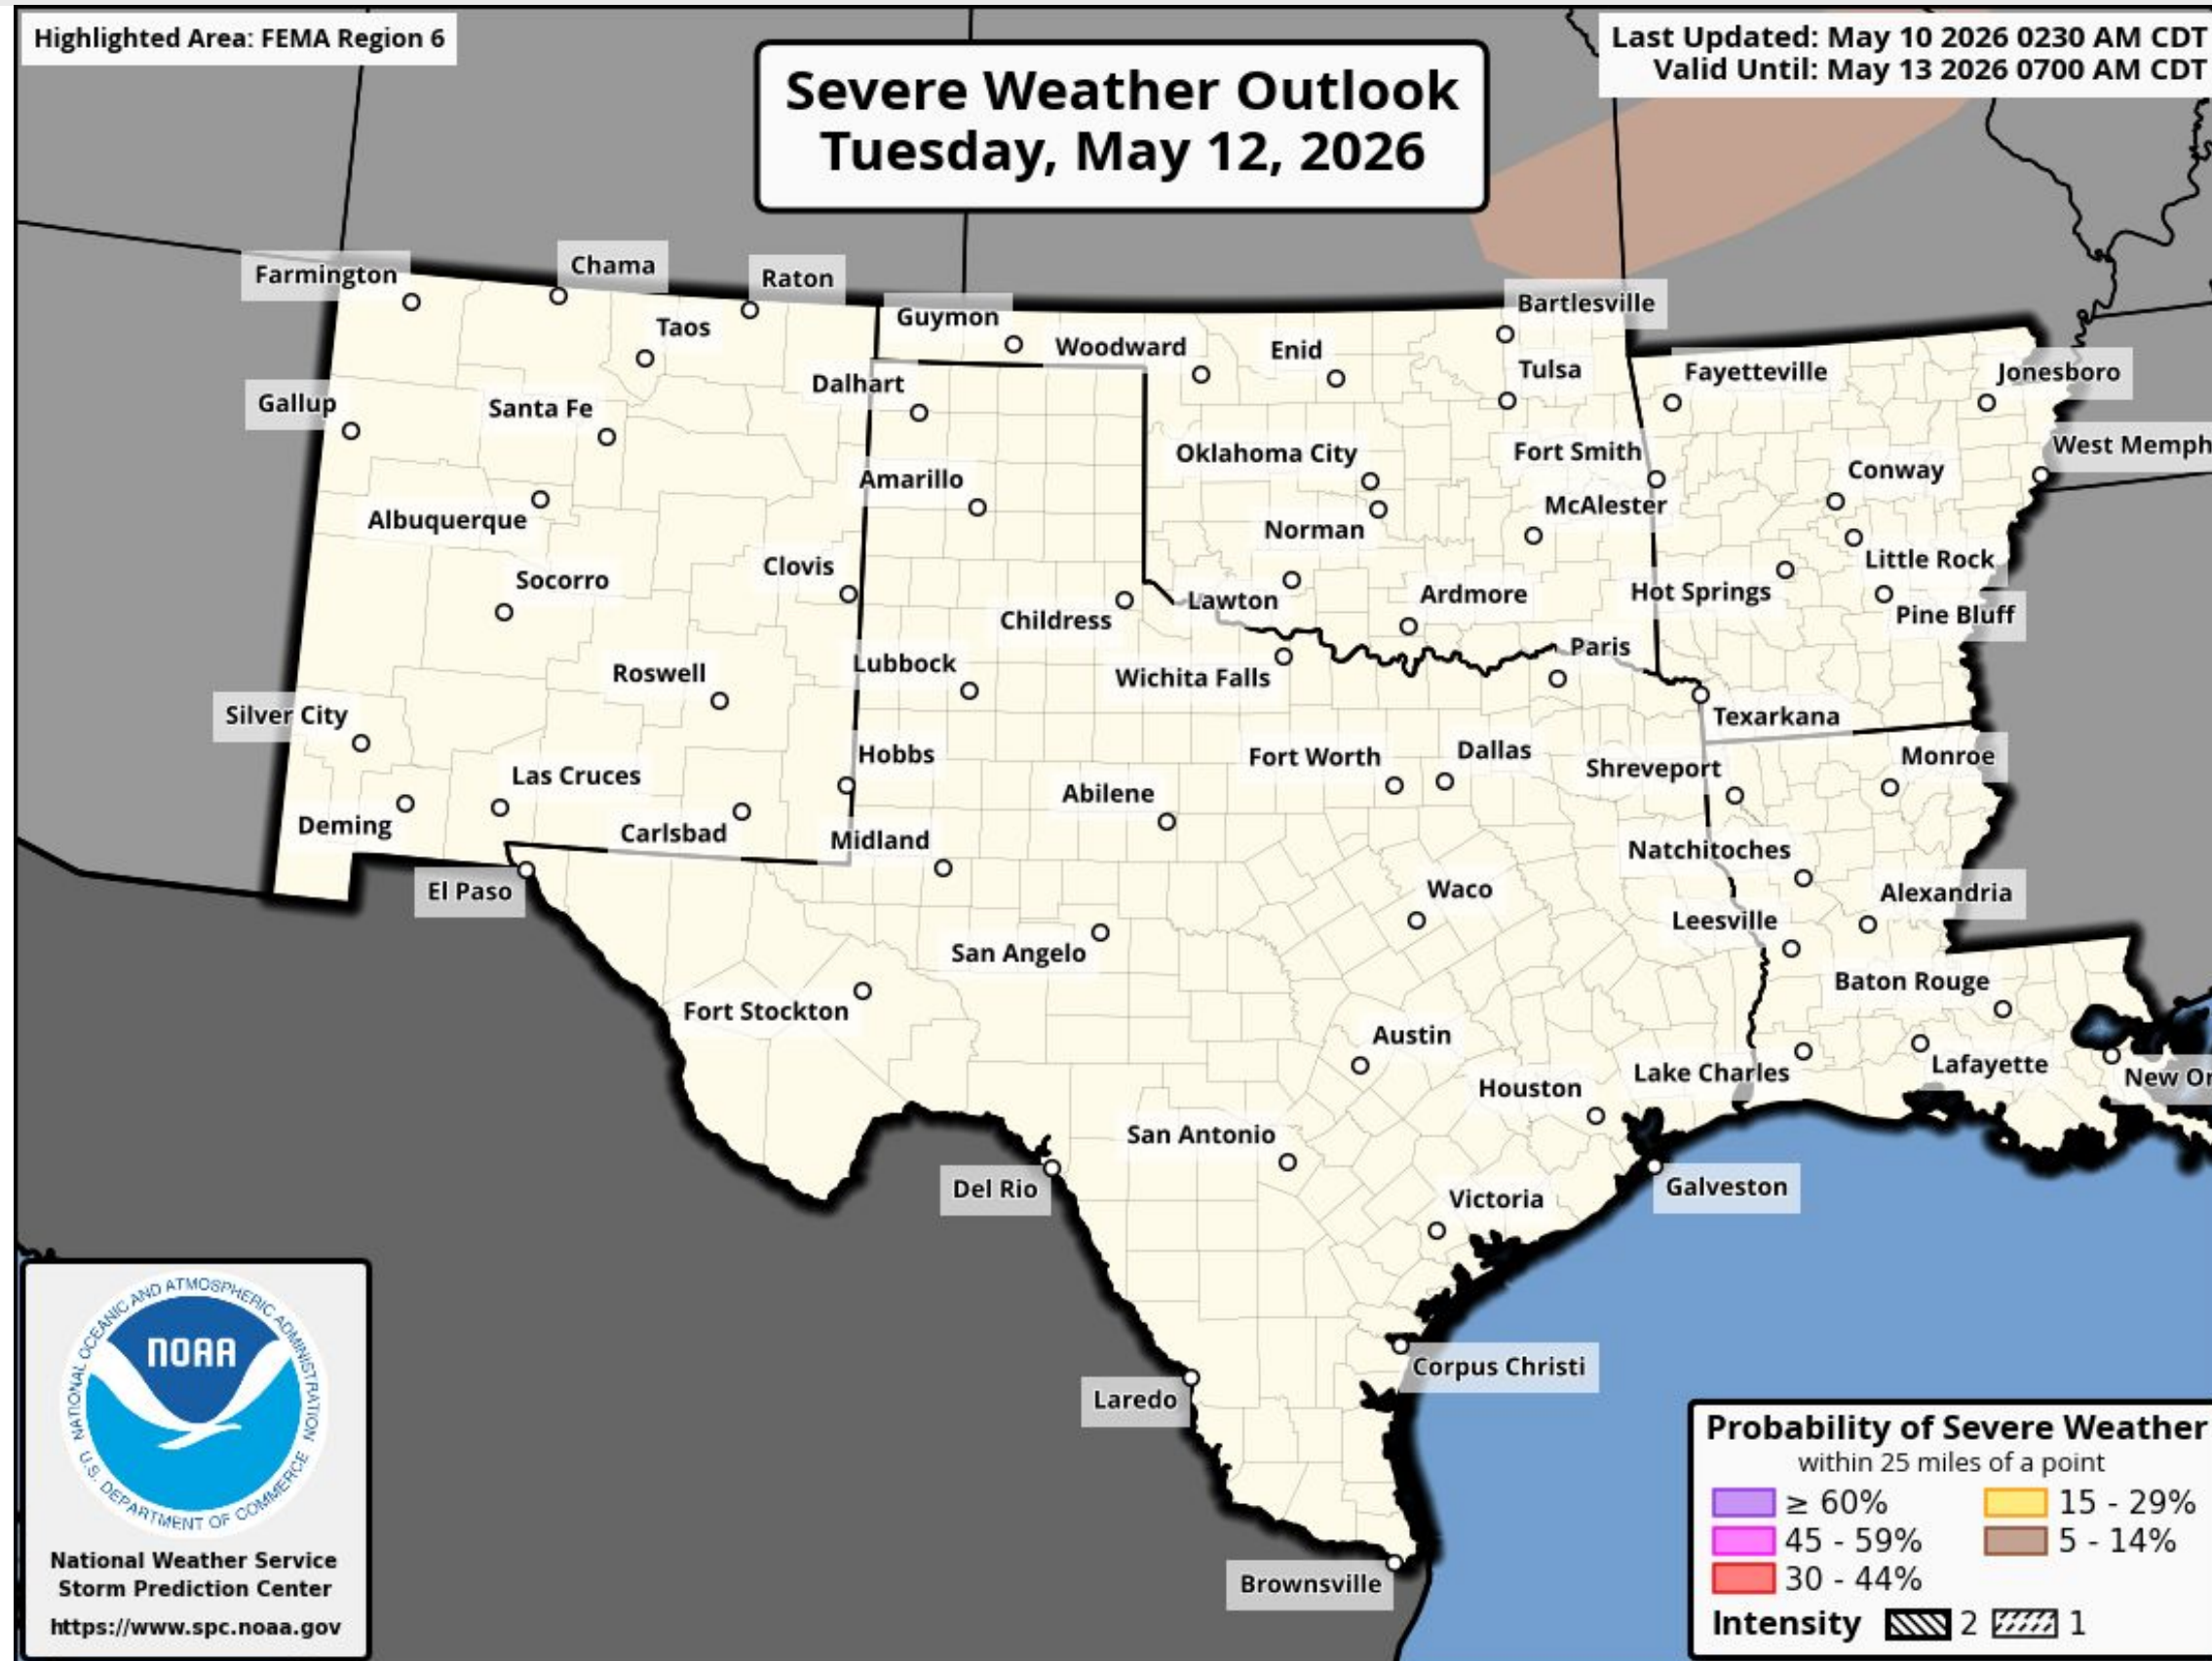 Highlighted Area: FEMA Region 6
Last Updated: May 10 2026 0230 AM CDT
Valid Until: May 13 2026 0700 AM CDT
Severe Weather Outlook
Tuesday, May 12, 2026
Farmington
Chama
Raton
Taos
Guymon
Woodward
Enid
Bartlesville
Tulsa
Fayetteville
Jonesboro
Gallup
Santa Fe
Dalhart
Amarillo
Oklahoma City
Fort Smith
Conway
West Memph
Albuquerque
Norman
McAlester
Little Rock
Socorro
Clovis
Childress
Lawton
Ardmore
Hot Springs
Pine Bluff
Roswell
Lubbock
Wichita Falls
Paris
Texarkana
Silver City
Las Cruces
Hobbs
Abilene
Fort Worth
Dallas
Shreveport
Monroe
Deming
Carlsbad
Midland
Natchitoches
El Paso
Waco
Alexandria
Leesville
San Angelo
Fort Stockton
Baton Rouge
Austin
Houston
Lake Charles
Lafayette
New Or
San Antonio
Del Rio
Victoria
Galveston
Corpus Christi
Laredo
Brownsville
NATIONAL OCEANIC AND ATMOSPHERIC ADMINISTRATION
NOAA
U.S. DEPARTMENT OF COMMERCE
National Weather Service
Storm Prediction Center
https://www.spc.noaa.gov
Probability of Severe Weather
within 25 miles of a point
≥ 60% 15 - 29%
45 - 59% 5 - 14%
30 - 44%
Intensity 2 1